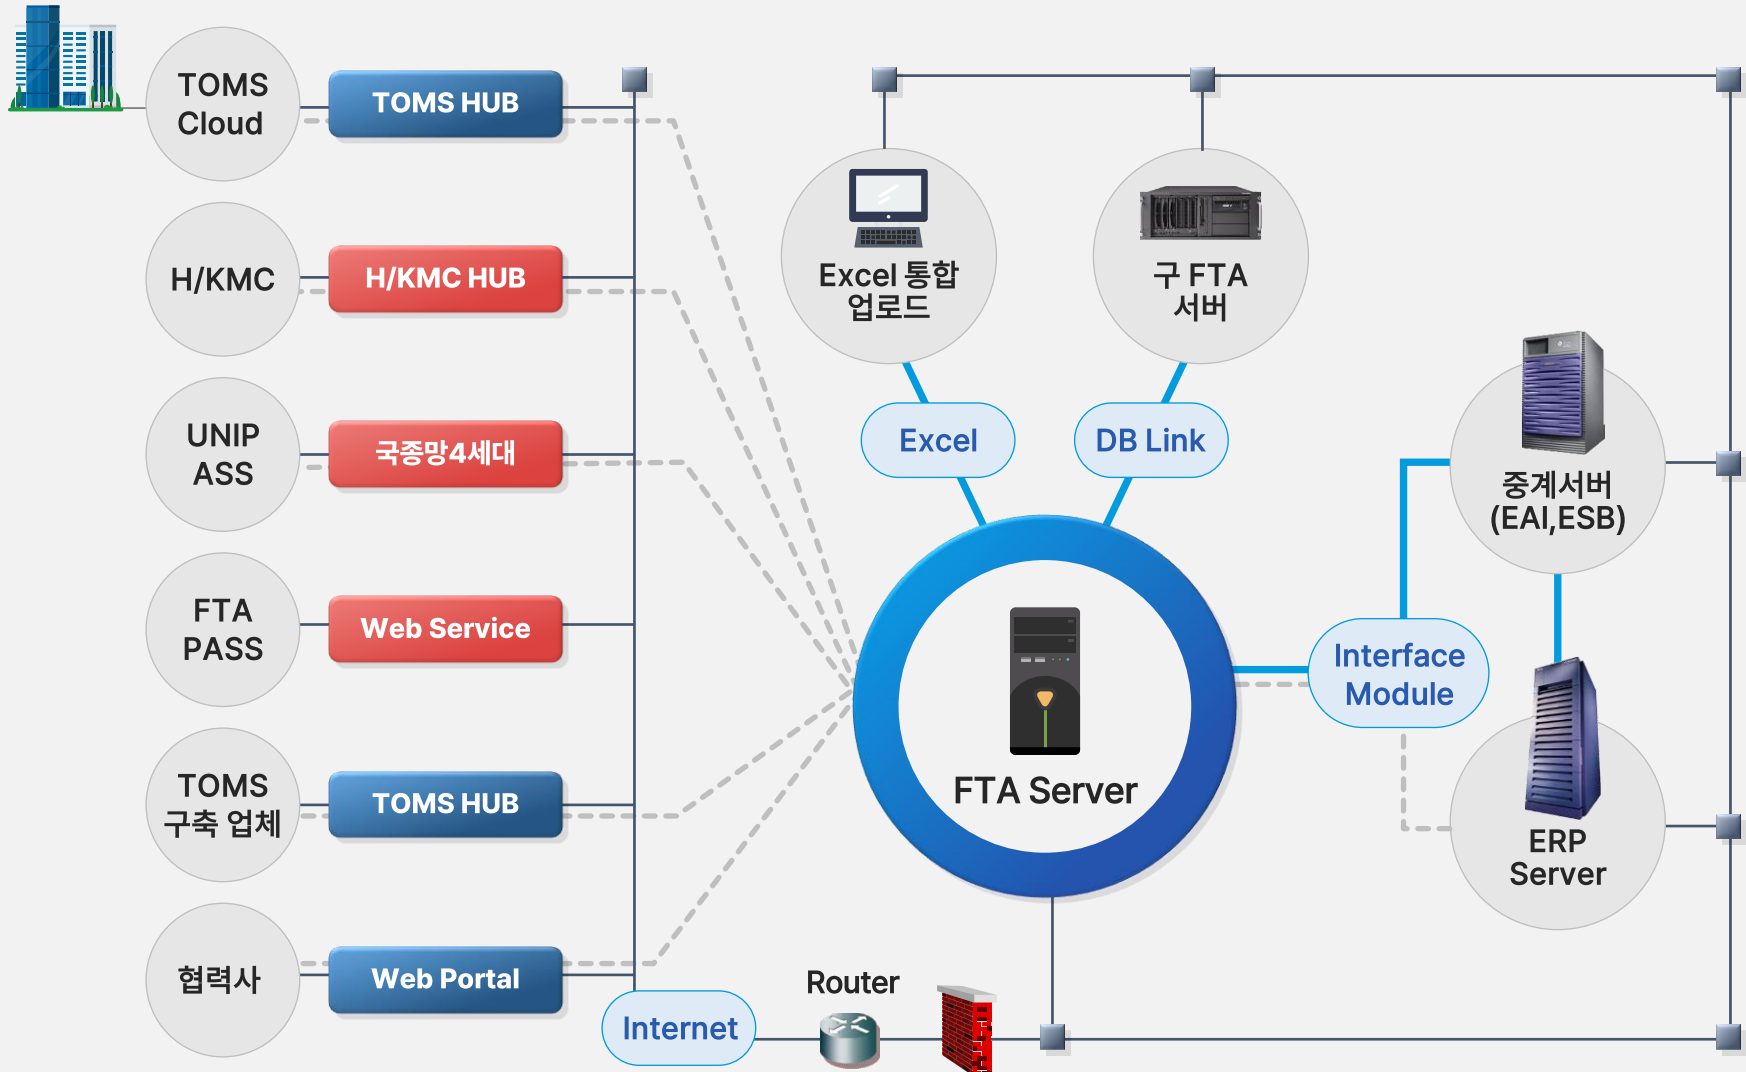 TOMS
Cloud
TOMS HUB
H/KMC
H/KMC HUB
UNIP
ASS
국종망4세대
FTA
PASS
Web Service
TOMS
구축 업체
TOMS HUB
협력사
Web Portal
Internet
Router
Excel 통합
업로드
구 FTA
서버
Excel
DB Link
FTA Server
Interface
Module
중계서버
(EAI,ESB)
ERP
Server